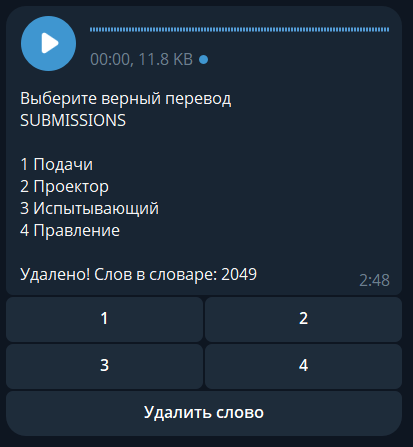 00:00, 11.8 KB
Выберите верный перевод
SUBMISSIONS
1 Подачи
2 Проектор
3 Испытывающий
4 Правление
Удалено! Слов в словаре: 2049
2:48
1
2
3
4
Удалить слово